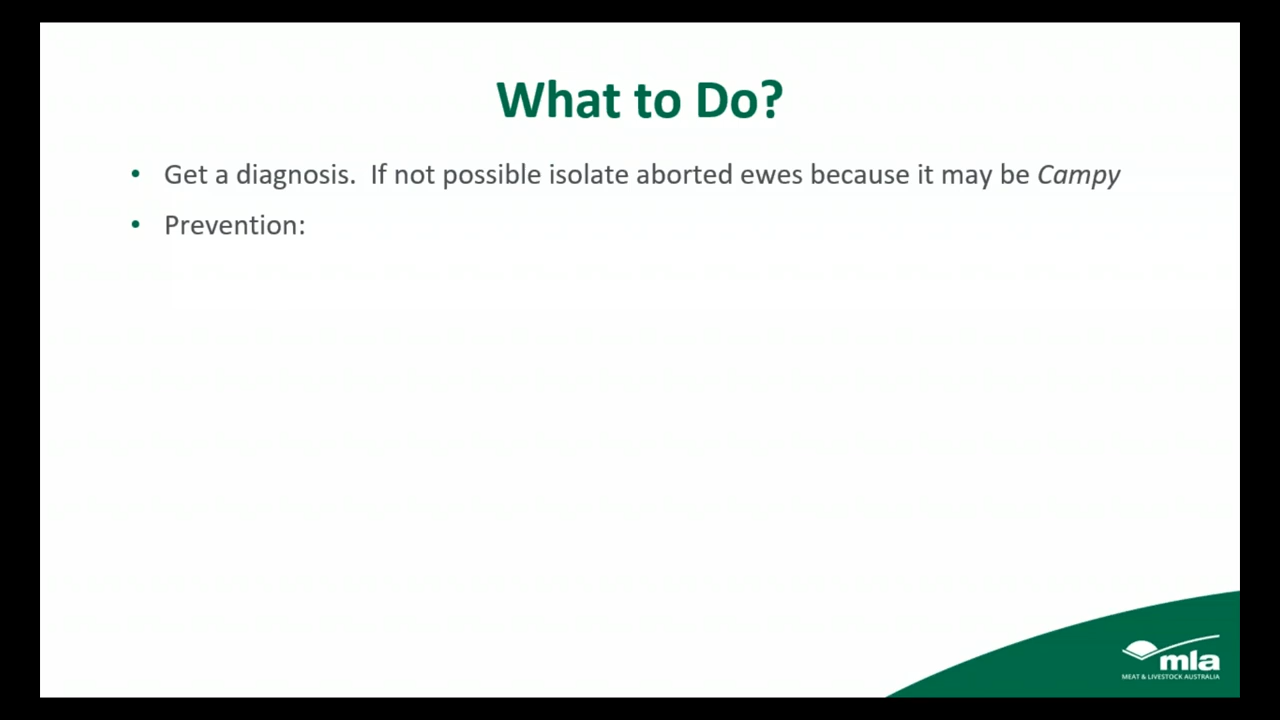 What to Do?
• Get a diagnosis.  If not possible isolate aborted ewes because it may be Campy
• Prevention:
mla
MEAT & LIVESTOCK AUSTRALIA